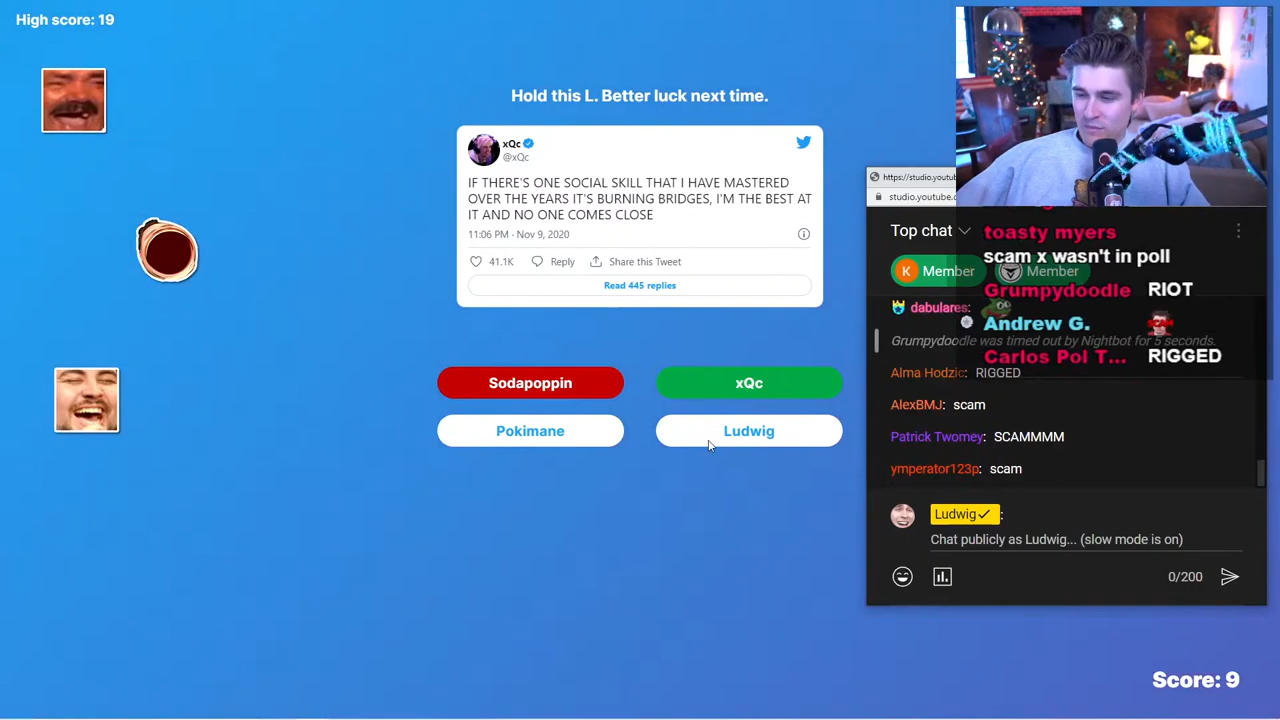 High score: 19
Hold this L. Better luck next time.
xQc
@xQc
IF THERE'S ONE SOCIAL SKILL THAT I HAVE MASTERED
OVER THE YEARS IT'S BURNING BRIDGES, I'M THE BEST AT
IT AND NO ONE COMES CLOSE
11:06 PM · Nov 9, 2020
41.1K Reply Share this Tweet
Read 445 replies
Sodapoppin
xQc
Pokimane
Ludwig
https://studio.youtub
studio.youtube.c
Top chat
K Member
Member
dabulares:
Grumpydoodle was timed out by Nightbot for 5 seconds.
Alma Hodzic: RIGGED
AlexBMJ: scam
Patrick Twomey: SCAMMMM
ymperator123p: scam
Ludwig :
Chat publicly as Ludwig... (slow mode is on)
0/200
toasty myers
scam x wasn't in poll
Grumpydoodle RIOT
Andrew G.
Carlos Pol T... RIGGED
Score: 9